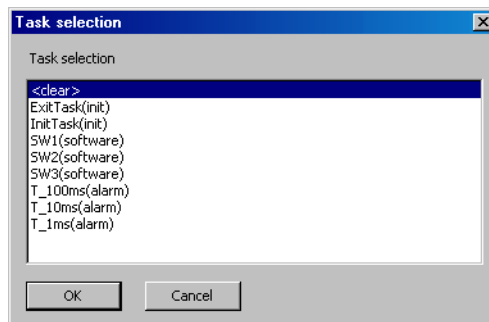 Task selection
Task selection
<clear>
ExitTask(init)
InitTask(init)
SW1(software)
SW2(software)
SW3(software)
T_100ms(alarm)
T_10ms(alarm)
T_1ms(alarm)
OK
Cancel